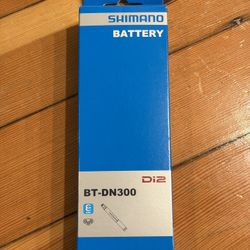 SHIMANO
BATTERY
Di2
BT-DN300
E